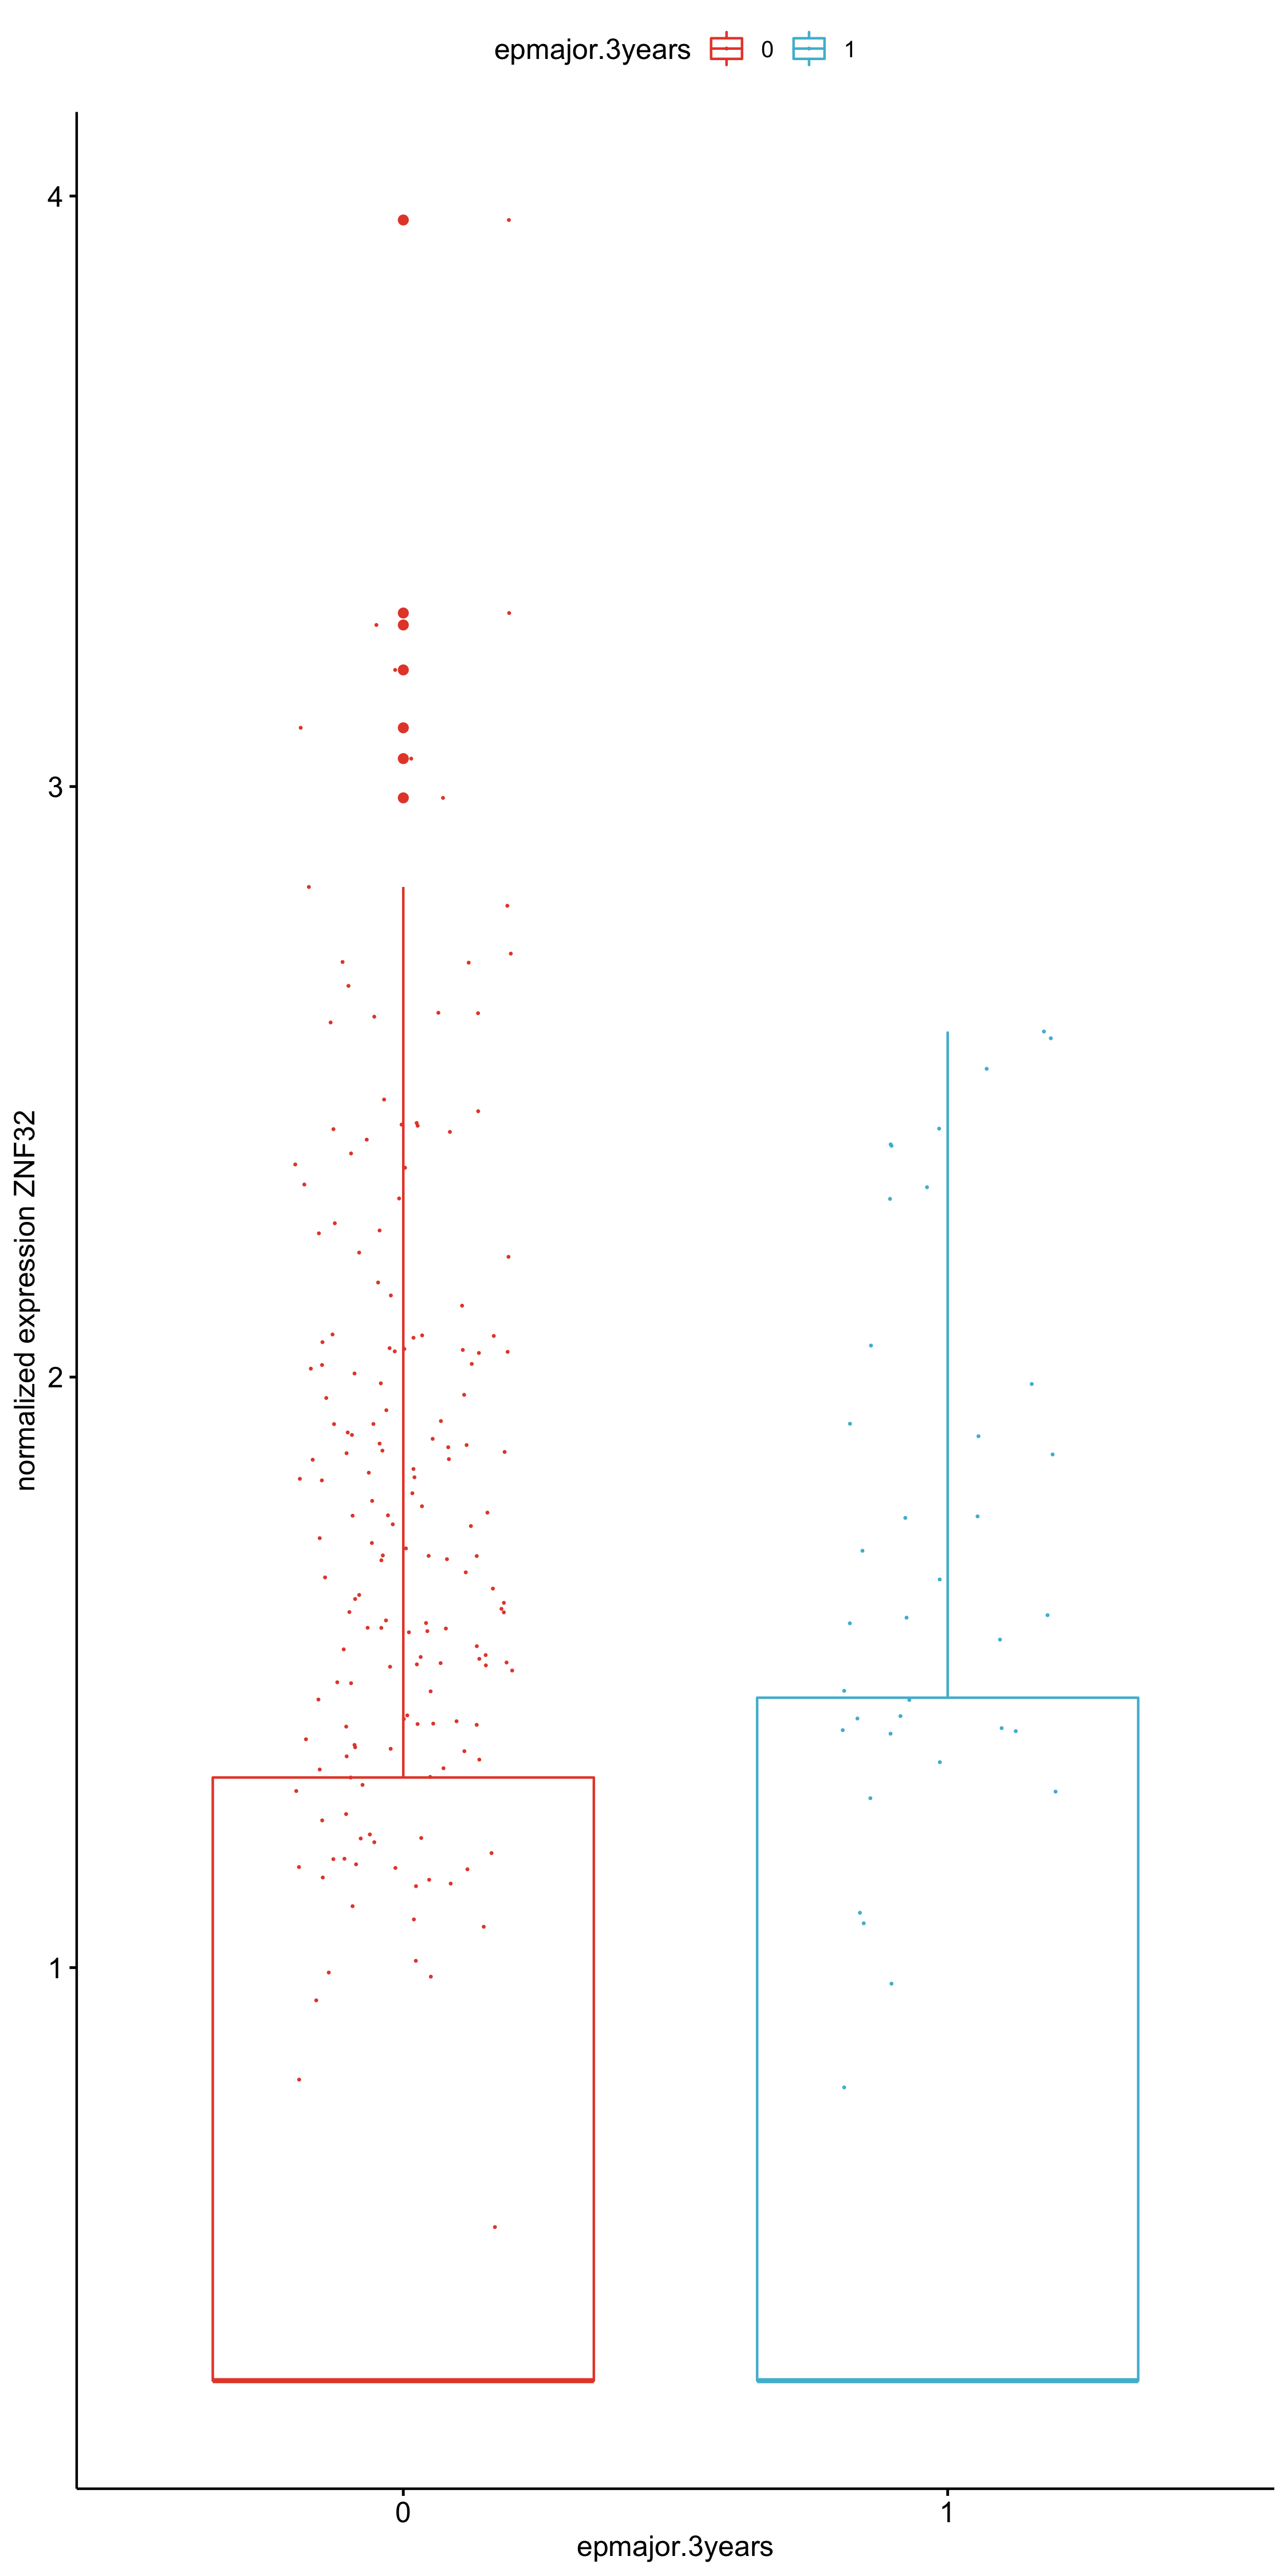 epmajor.3years 0 1
4
3
2
1
normalized expression ZNF32
0 1
epmajor.3years